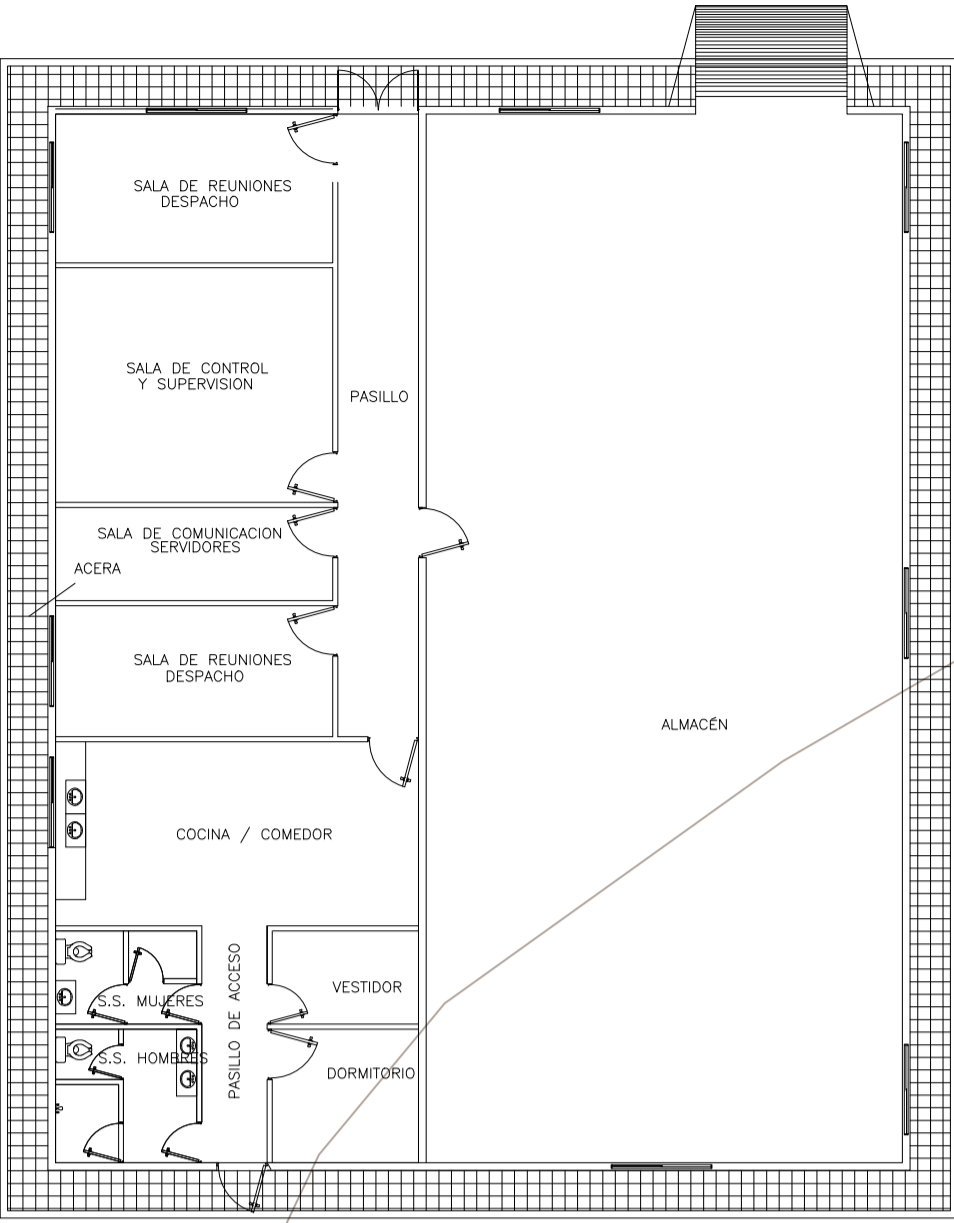 SALA DE REUNIONES
DESPACHO
SALA DE CONTROL
Y SUPERVISION
PASILLO
SALA DE COMUNICACION
SERVIDORES
ACERA
SALA DE REUNIONES
DESPACHO
ALMACÉN
COCINA / COMEDOR
PASILLO DE ACCESO
VESTIDOR
S.S. MUJERES
S.S. HOMBRES
DORMITORIO